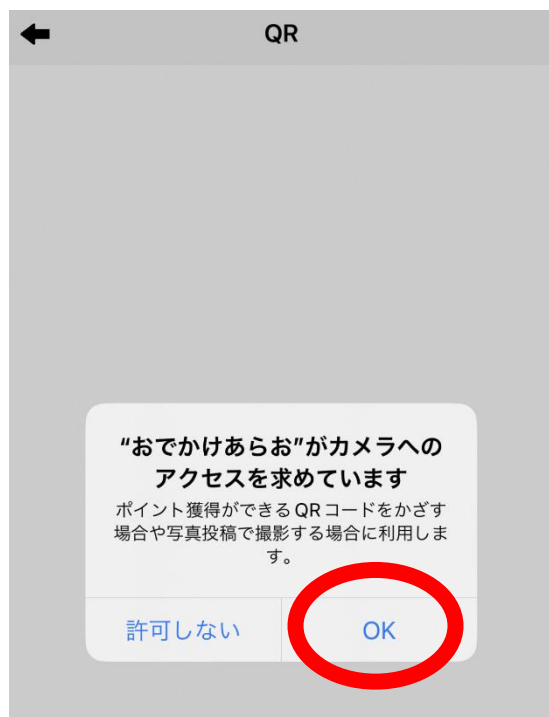 QR
“おでかけあらお”がカメラへの
アクセスを求めています
ポイント獲得ができるQRコードをかざす
場合や写真投稿で撮影する場合に利用しま
す。
許可しない
OK